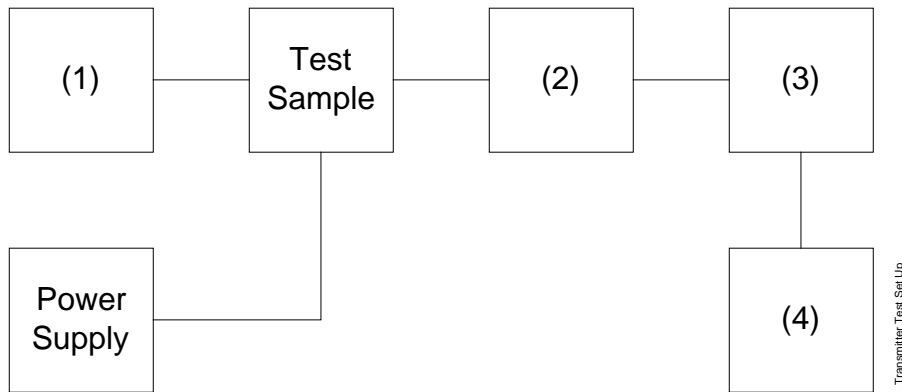 (1)
Test
Sample
(2)
(3)
Power
Supply
(4)
Transmitter Test Set Up